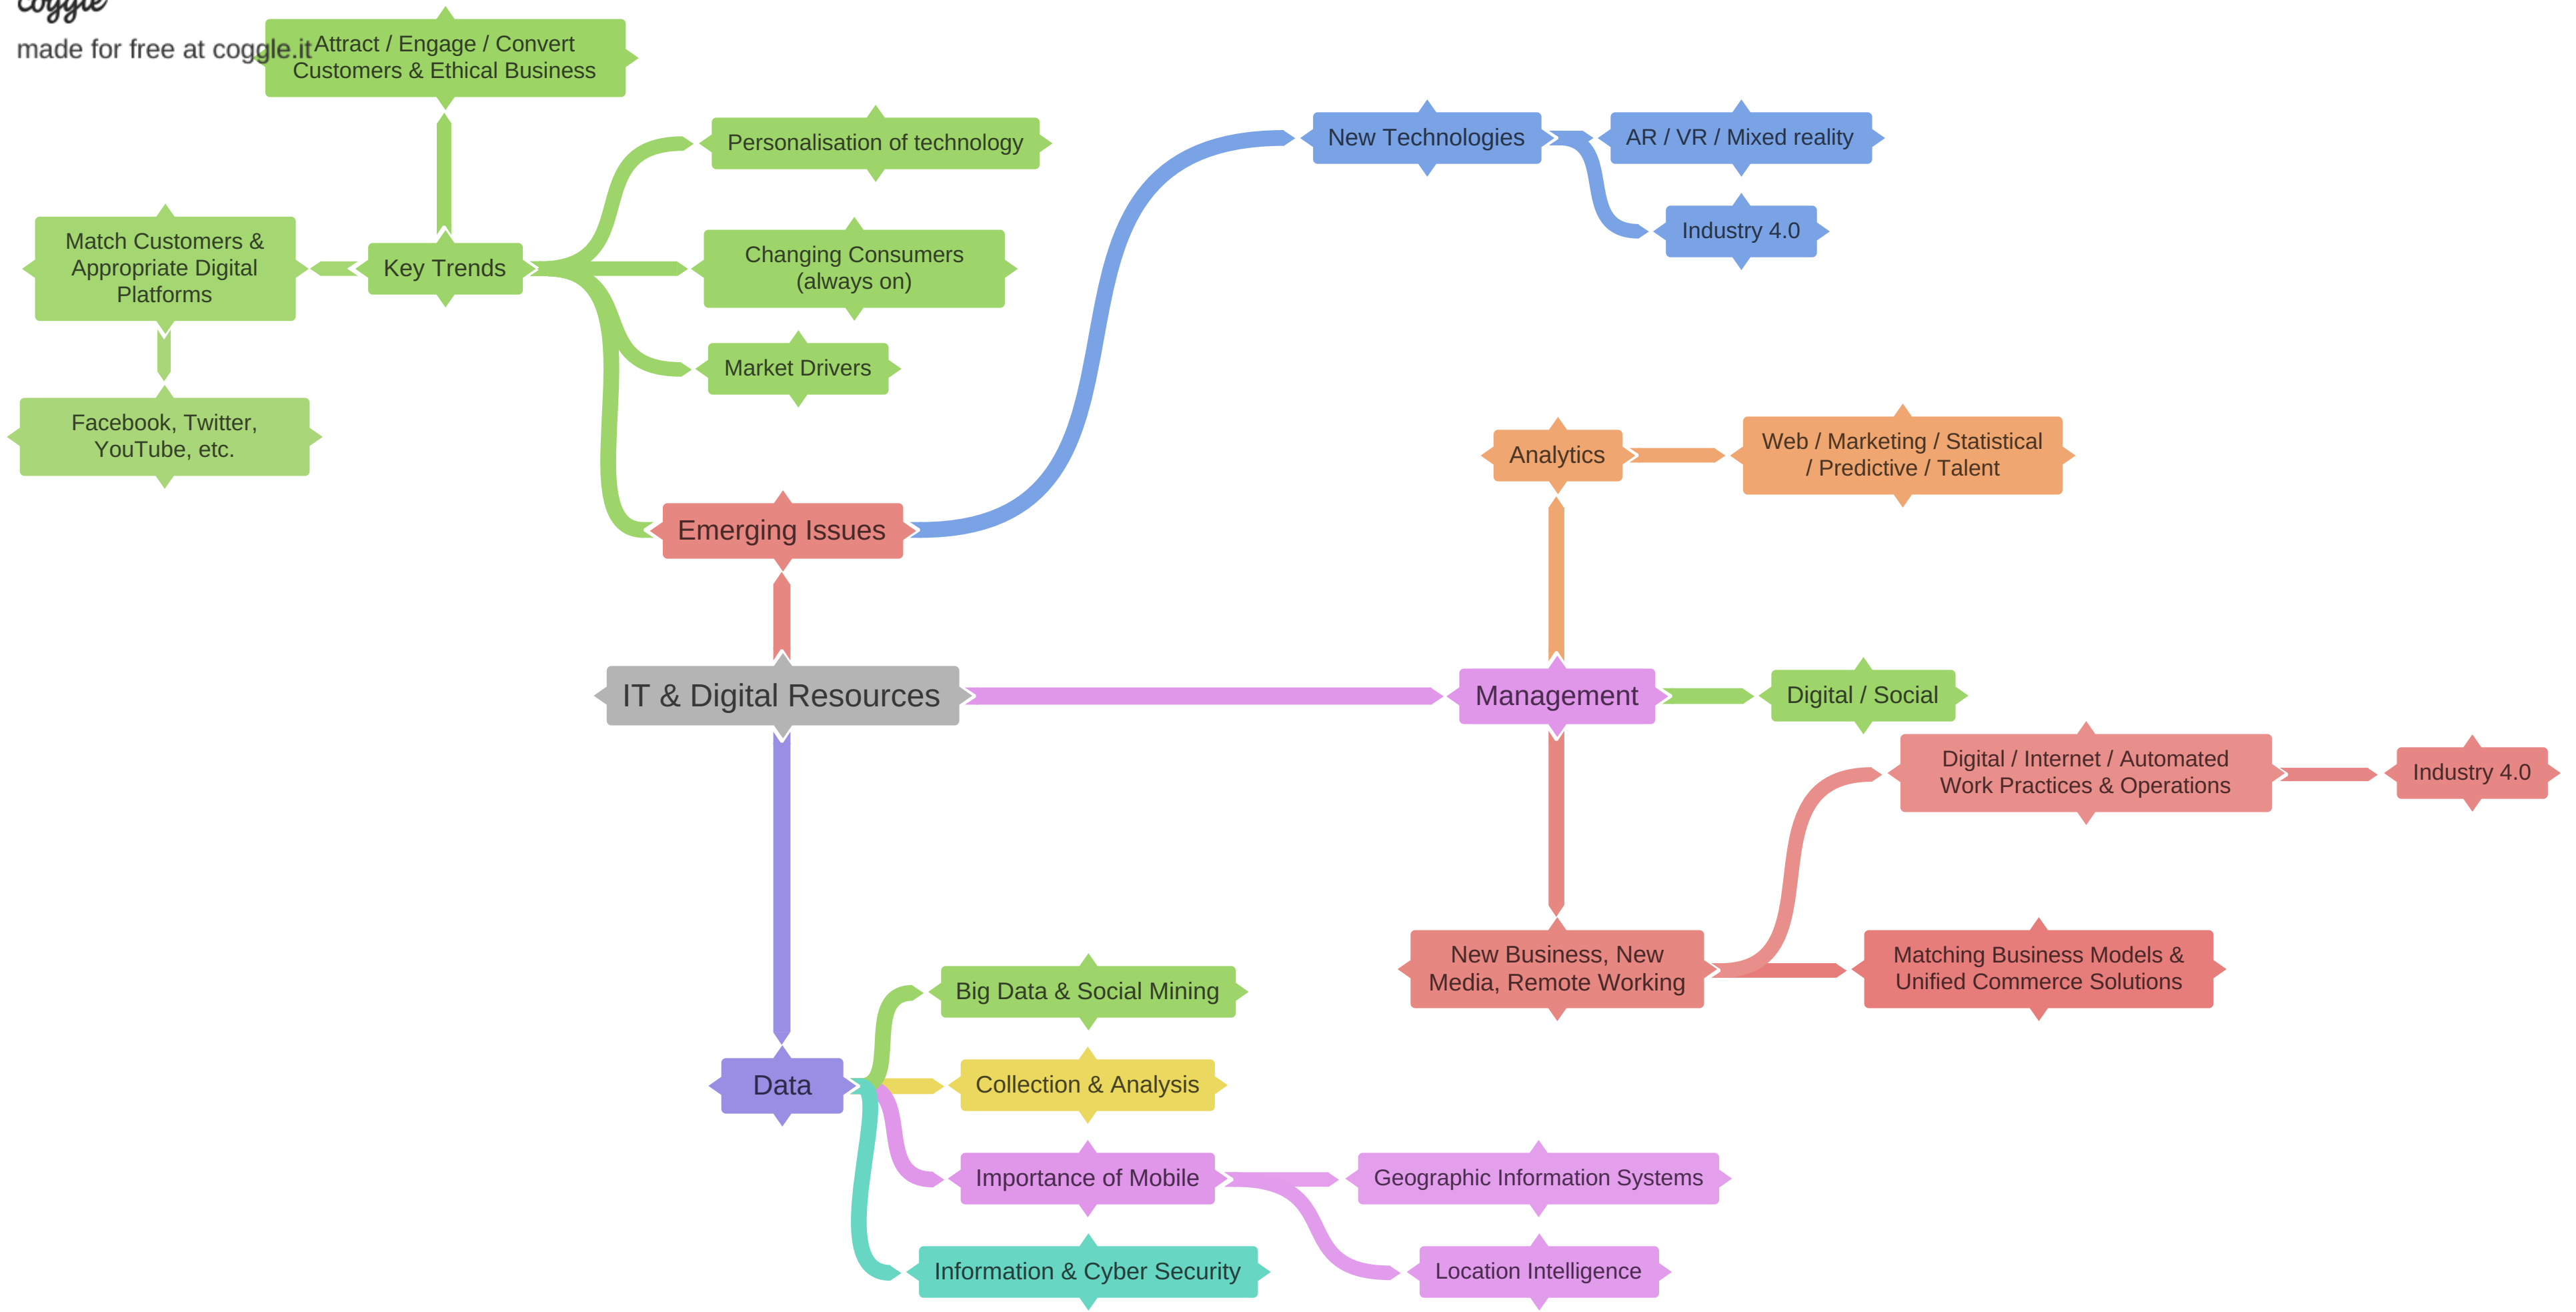 coggle
made for free at coggle.it
Attract / Engage / Convert
Customers & Ethical Business
Personalisation of technology
New Technologies
AR / VR / Mixed reality
Industry 4.0
Match Customers &
Appropriate Digital
Platforms
Key Trends
Changing Consumers
(always on)
Market Drivers
Facebook, Twitter,
YouTube, etc.
Analytics
Web / Marketing / Statistical
/ Predictive / Talent
Emerging Issues
IT & Digital Resources
Management
Digital / Social
Digital / Internet / Automated
Work Practices & Operations
Industry 4.0
New Business, New
Media, Remote Working
Matching Business Models &
Unified Commerce Solutions
Big Data & Social Mining
Data
Collection & Analysis
Importance of Mobile
Geographic Information Systems
Information & Cyber Security
Location Intelligence